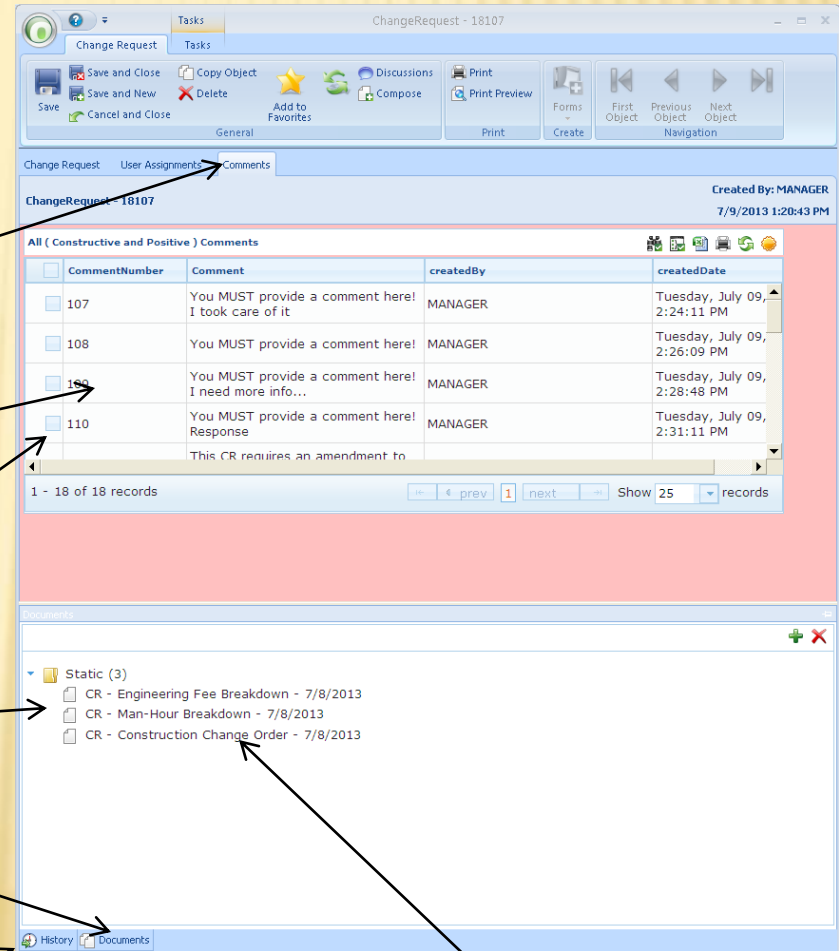 Tasks
ChangeRequest - 18107
Change Request Tasks
Save
Save and Close
Save and New
Cancel and Close
Copy Object
Delete
Add to
Favorites
Discussions
Compose
General
Print
Print Preview
Print
Forms
Create
First
Object
Previous
Object
Next
Object
Navigation
Change Request User Assignments Comments
ChangeRequest - 18107
Created By: MANAGER
7/9/2013 1:20:43 PM
All ( Constructive and Positive ) Comments
CommentNumber Comment createdBy createdDate
107 You MUST provide a comment here! MANAGER Tuesday, July 09,
I took care of it 2:24:11 PM
108 You MUST provide a comment here! MANAGER Tuesday, July 09,
2:26:09 PM
109 You MUST provide a comment here! MANAGER Tuesday, July 09,
I need more info... 2:28:48 PM
110 You MUST provide a comment here! MANAGER Tuesday, July 09,
Response 2:31:11 PM
This CR requires an amendment to
1 - 18 of 18 records prev 1 next Show 25 records
Documents
Static (3)
CR - Engineering Fee Breakdown - 7/8/2013
CR - Man-Hour Breakdown - 7/8/2013
CR - Construction Change Order - 7/8/2013
History Documents